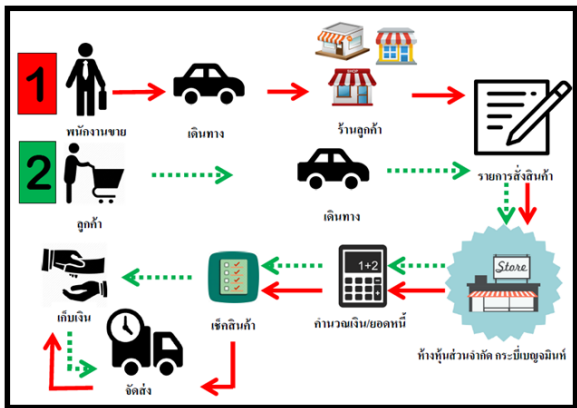 1
พนักงานขาย
เดินทาง
SHOP
ร้านลูกค้า
รายการสั่งสินค้า
2
ลูกค้า
เดินทาง
เก็บเงิน
เช็กสินค้า
1+2
คำนวณเงิน/ยอดหนี้
Store
ห้างหุ้นส่วนจำกัด กระบี่เบญจมินท์
จัดส่ง